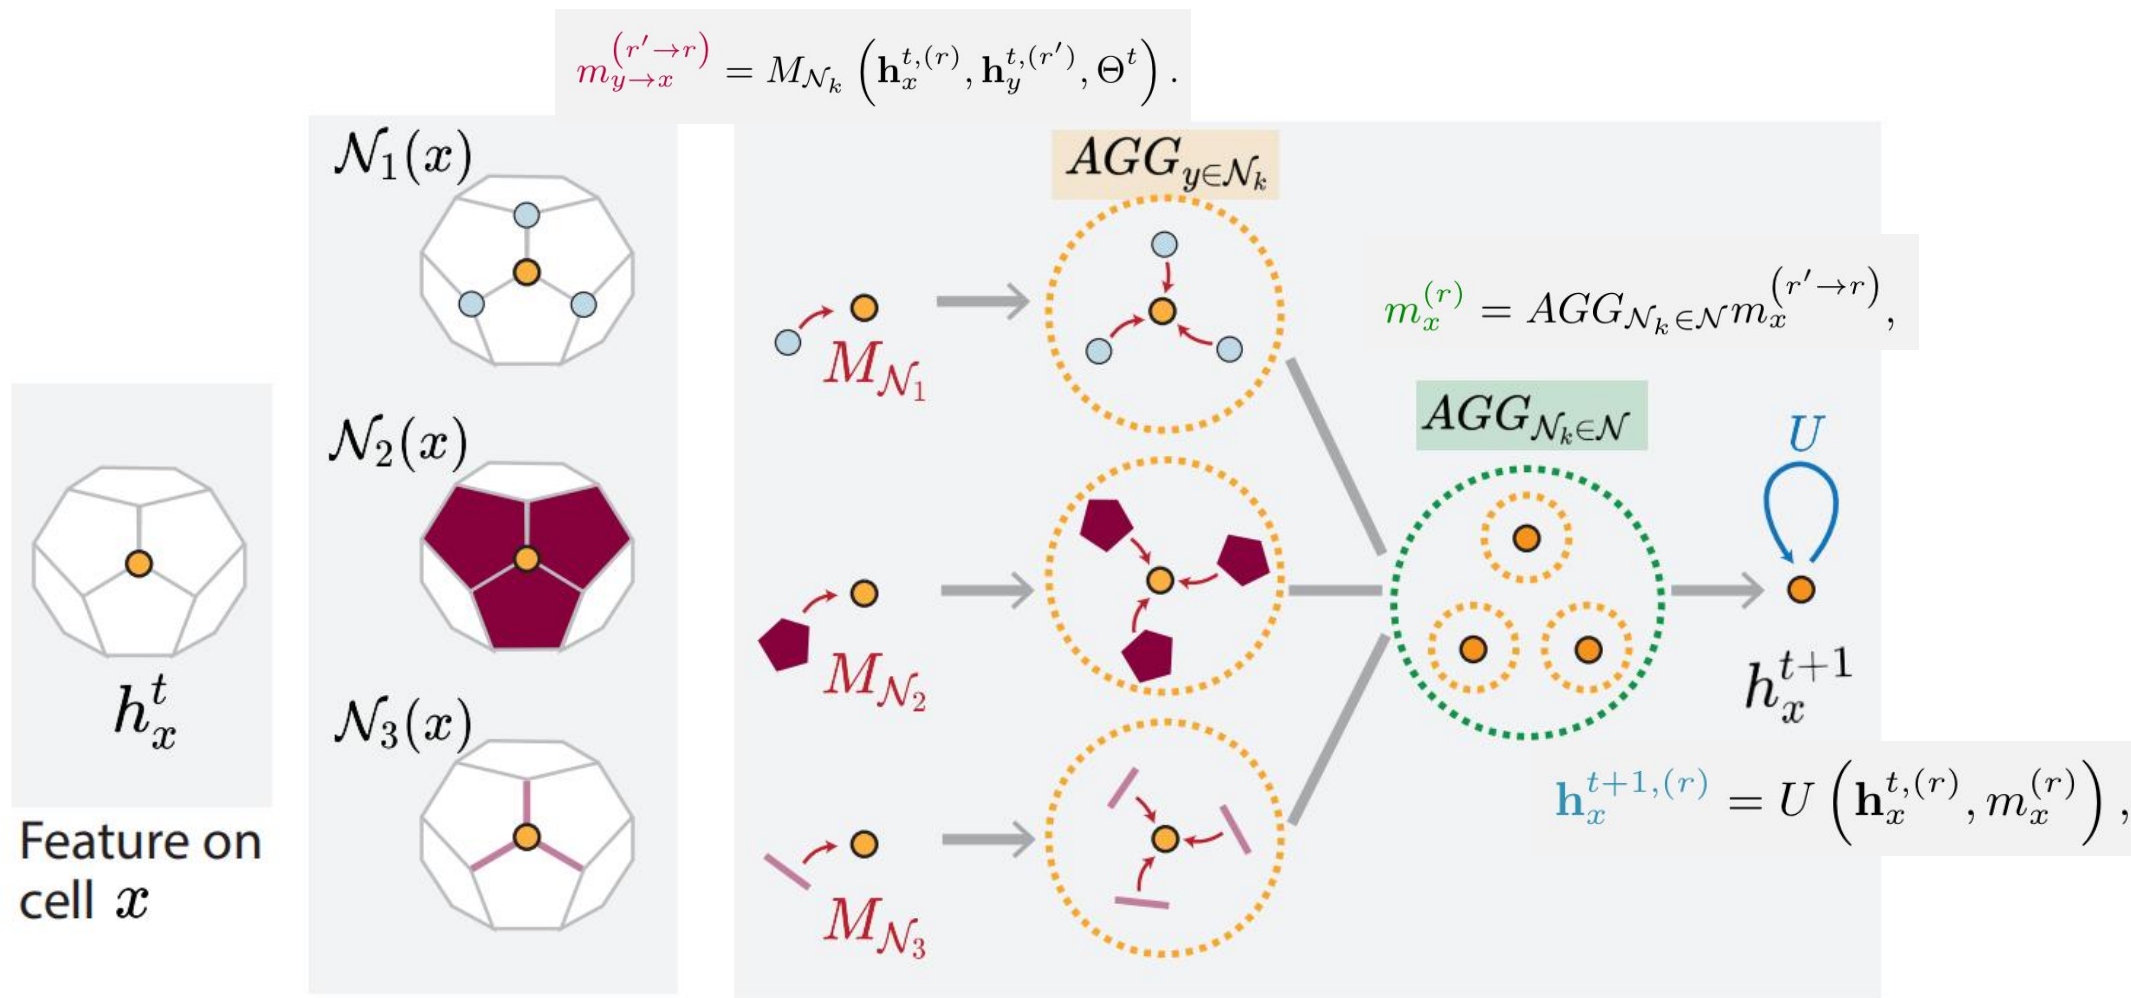 m_{y→x}^{(r′→r)} = M_{𝒩_k} (𝐡_x^{t,(r)}, 𝐡_y^{t,(r′)}, Θ^t).
𝒩_1(x)
𝒩_2(x)
𝒩_3(x)
h_x^t
Feature on
cell x
AGG_{y∈𝒩_k}
M_{𝒩_1}
M_{𝒩_2}
M_{𝒩_3}
m_x^{(r)} = AGG_{𝒩_k∈𝒩} m_x^{(r′→r)},
AGG_{𝒩_k∈𝒩}
U
h_x^{t+1}
𝐡_x^{t+1,(r)} = U (𝐡_x^{t,(r)}, m_x^{(r)}),